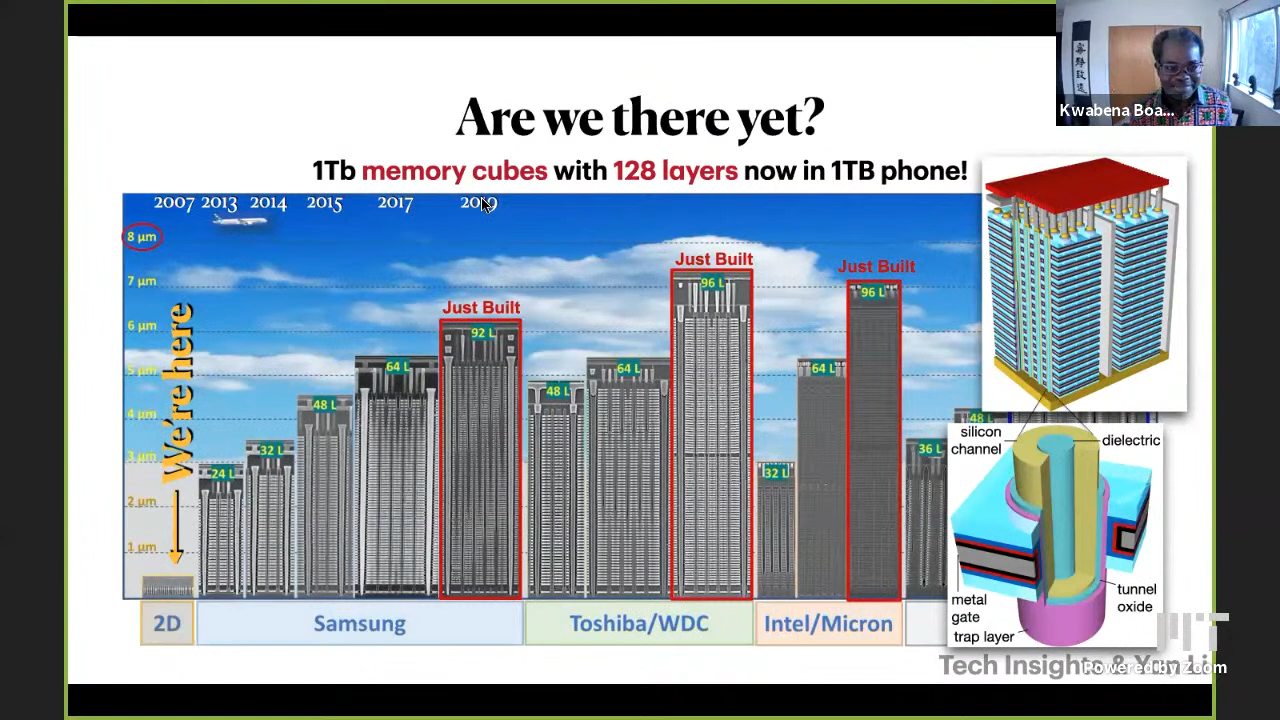 Are we there yet?
1Tb memory cubes with 128 layers now in 1TB phone!
2007 2013 2014 2015 2017 2019
8 µm
7 µm
6 µm
5 µm
4 µm
3 µm
2 µm
1 µm
We're here
24 L
32 L
48 L
64 L
Just Built
92 L
48 L
64 L
Just Built
96 L
32 L
64 L
Just Built
96 L
36 L
48 L
2D
Samsung
Toshiba/WDC
Intel/Micron
silicon
channel
dielectric
metal
gate
trap layer
tunnel
oxide
Tech Insights &
MIT
Powered by Zoom
Kwabena Boa...